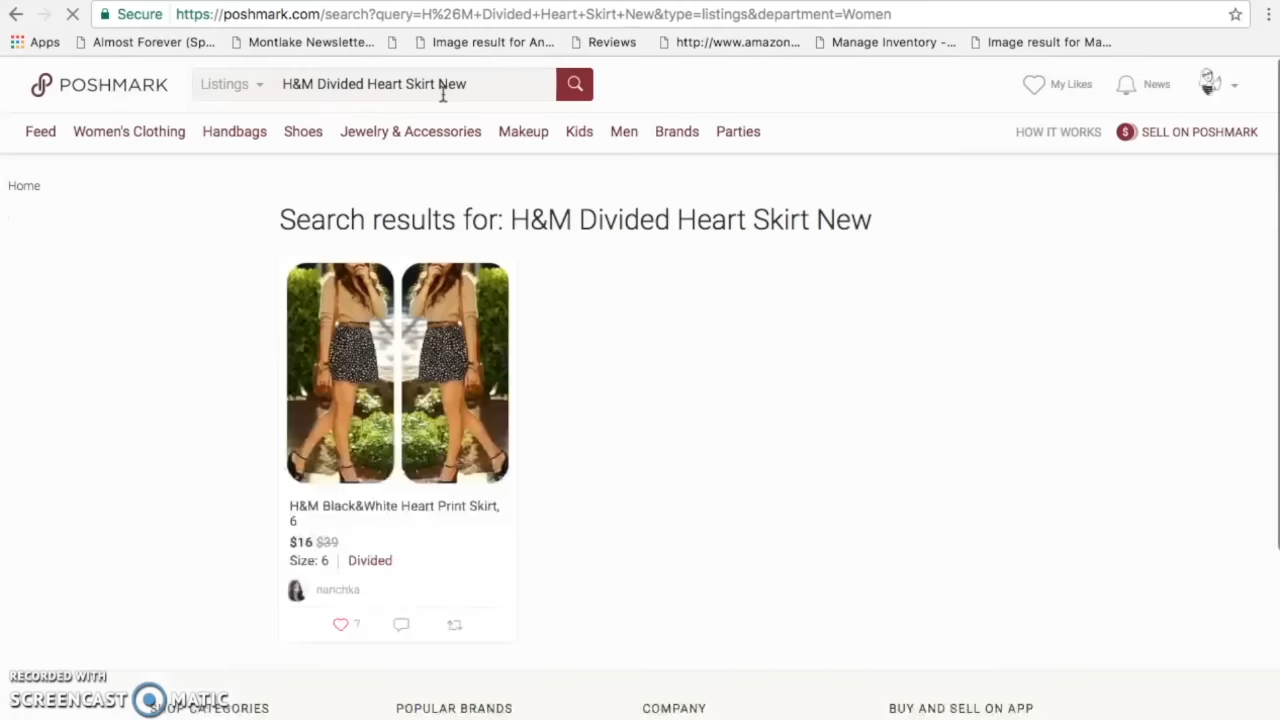 Secure https://poshmark.com/search?query=H%26M+Divided+Heart+Skirt+New&type=listings&department=Women
Apps Almost Forever (Sp... Montlake Newslette... Image result for An... Reviews http://www.amazon... Manage Inventory -... Image result for Ma...
POSHMARK Listings H&M Divided Heart Skirt New My Likes News
Feed Women's Clothing Handbags Shoes Jewelry & Accessories Makeup Kids Men Brands Parties HOW IT WORKS $ SELL ON POSHMARK
Home
Search results for: H&M Divided Heart Skirt New
H&M Black&White Heart Print Skirt,
6
$16 $39
Size: 6 | Divided
nanchka
7
RECORDED WITH
SCREENCAST MATIC
SHOP CATEGORIES POPULAR BRANDS COMPANY BUY AND SELL ON APP